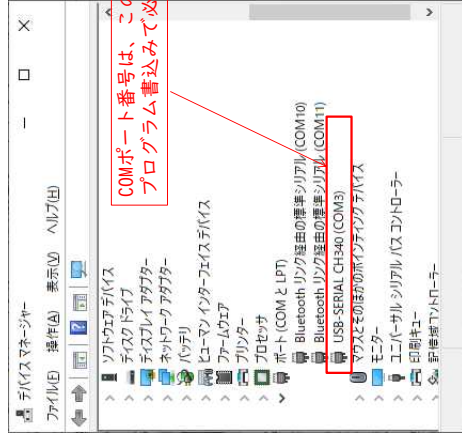 デバイス マネージャー
ファイル(F) 操作(A) 表示(V) ヘルプ(H)
ソフトウェア デバイス
ディスク ドライブ
ディスプレイ アダプター
ネットワーク アダプター
バッテリ
ヒューマン インターフェイス デバイス
ファームウェア
プリンター
プロセッサ
ポート (COM と LPT)
Bluetooth リンク経由の標準シリアル (COM10)
Bluetooth リンク経由の標準シリアル (COM11)
USB-SERIAL CH340 (COM3)
マウスとそのほかのポインティング デバイス
モニター
ユニバーサル シリアル バス コントローラー
印刷キュー
記憶域コントローラー
COMポート番号は、この
プログラム書込みで必